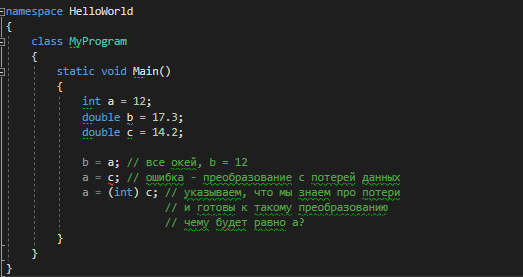 namespace HelloWorld
{
class MyProgram
{
static void Main()
{
int a = 12;
double b = 17.3;
double c = 14.2;
b = a; // все окей, b = 12
a = c; // ошибка - преобразование с потерей данных
a = (int) c; // указываем, что мы знаем про потери
// и готовы к такому преобразованию
// чему будет равно a?
}
}
}